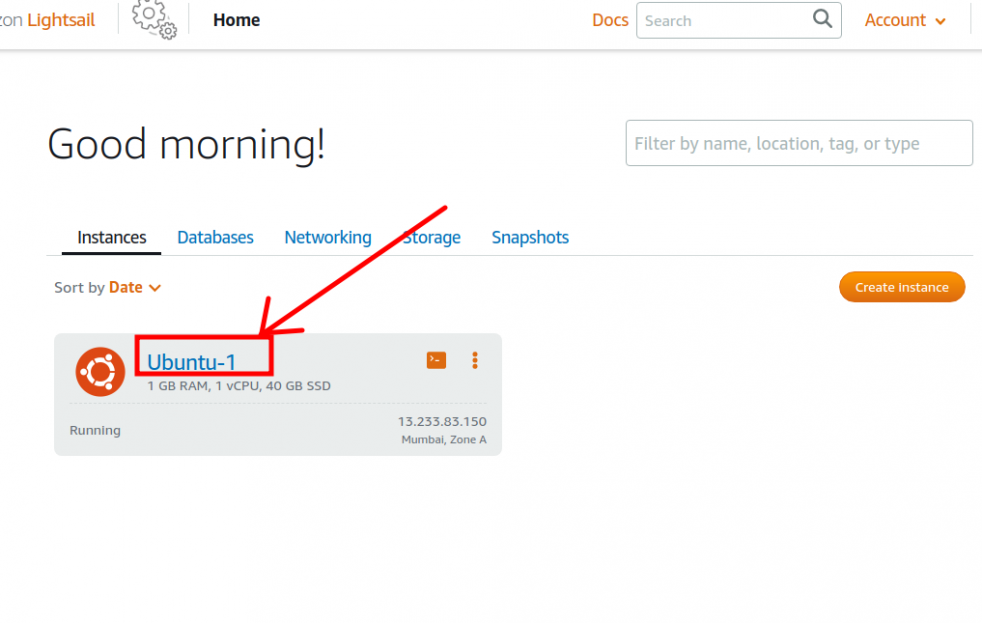 zon Lightsail Home Docs Search Account
Good morning!
Filter by name, location, tag, or type
Instances Databases Networking Storage Snapshots
Sort by Date
Create instance
Ubuntu-1
1 GB RAM, 1 vCPU, 40 GB SSD
Running
13.233.83.150
Mumbai, Zone A